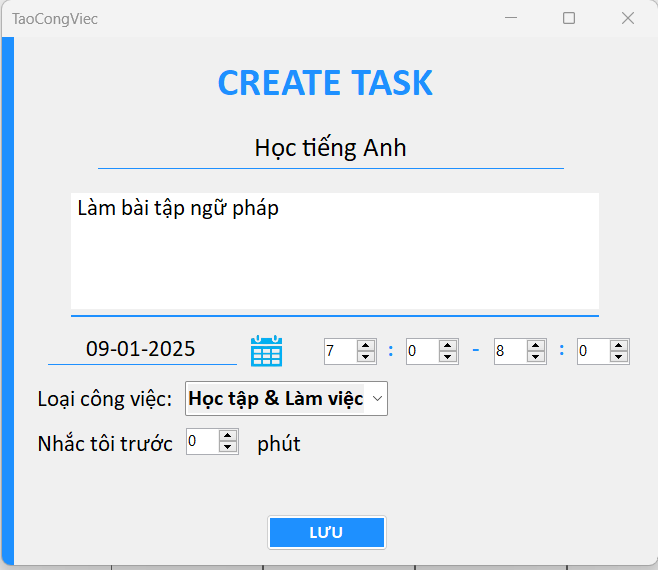 TaoCongViec
CREATE TASK
Học tiếng Anh
Làm bài tập ngữ pháp
09-01-2025 7 : 0 - 8 : 0
Loại công việc: Học tập & Làm việc
Nhắc tôi trước 0 phút
LƯU